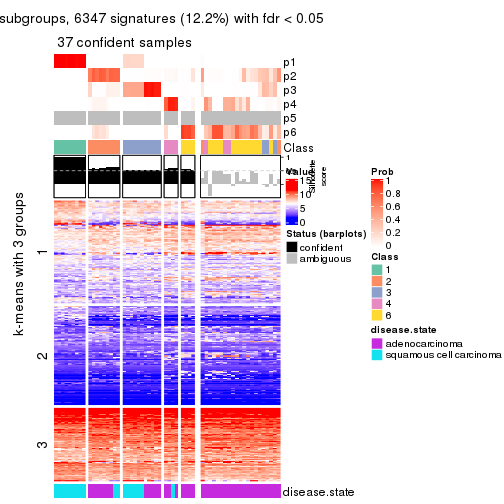 subgroups, 6347 signatures (12.2%) with fdr < 0.05
37 confident samples
p1
p2
p3
p4
p5
p6
Class
1
0
silhouette
score
Value
15
10
5
0
Status (barplots)
confident
ambiguous
Prob
1
0.8
0.6
0.4
0.2
0
Class
1
2
3
4
6
disease.state
adenocarcinoma
squamous cell carcinoma
k-means with 3 groups
1
2
3
disease.state